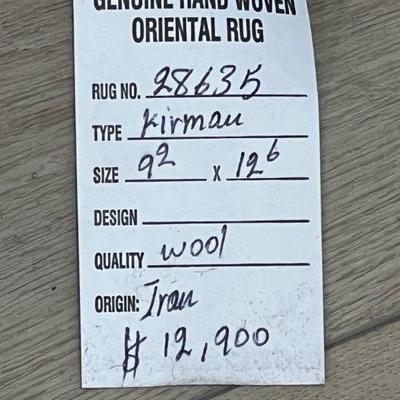 GENUINE HAND WOVEN
ORIENTAL RUG
RUG NO. 28635
TYPE Kirman
SIZE 9² X 12⁶
DESIGN
QUALITY wool
ORIGIN: Iran
$ 12,900